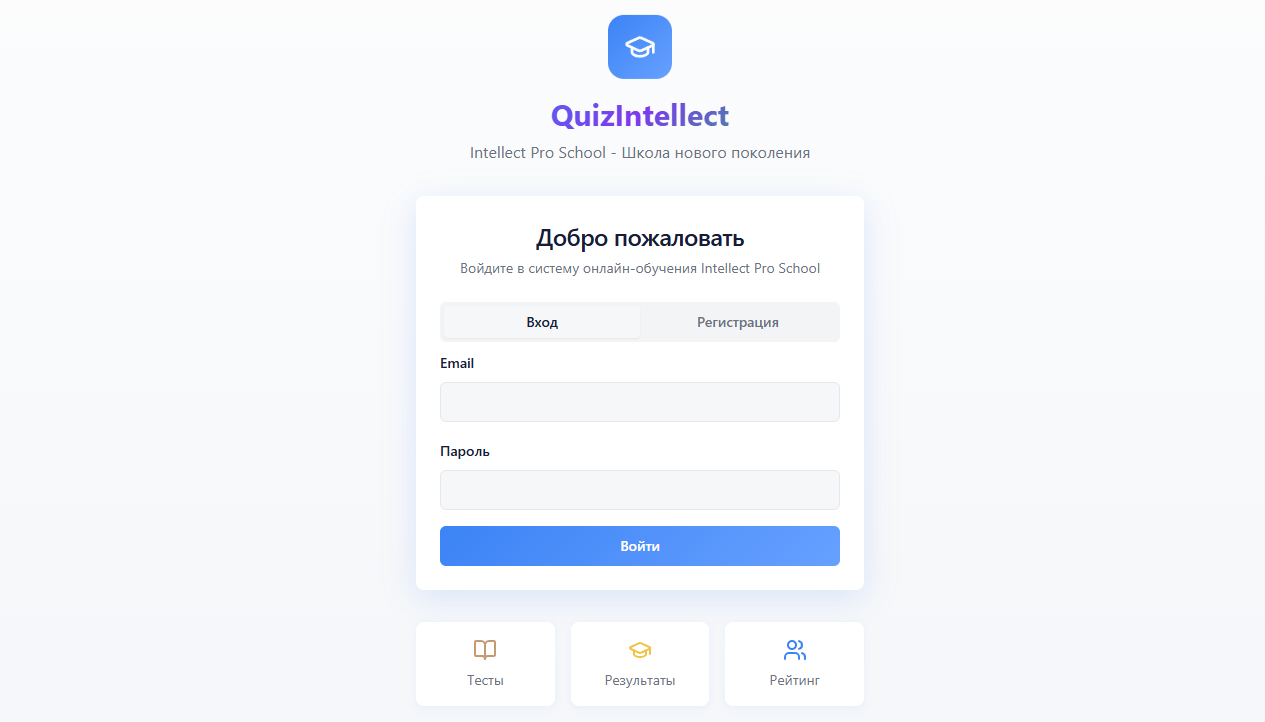 QuizIntellect
Intellect Pro School - Школа нового поколения
Добро пожаловать
Войдите в систему онлайн-обучения Intellect Pro School
Вход Регистрация
Email
Пароль
Войти
Тесты Результаты Рейтинг